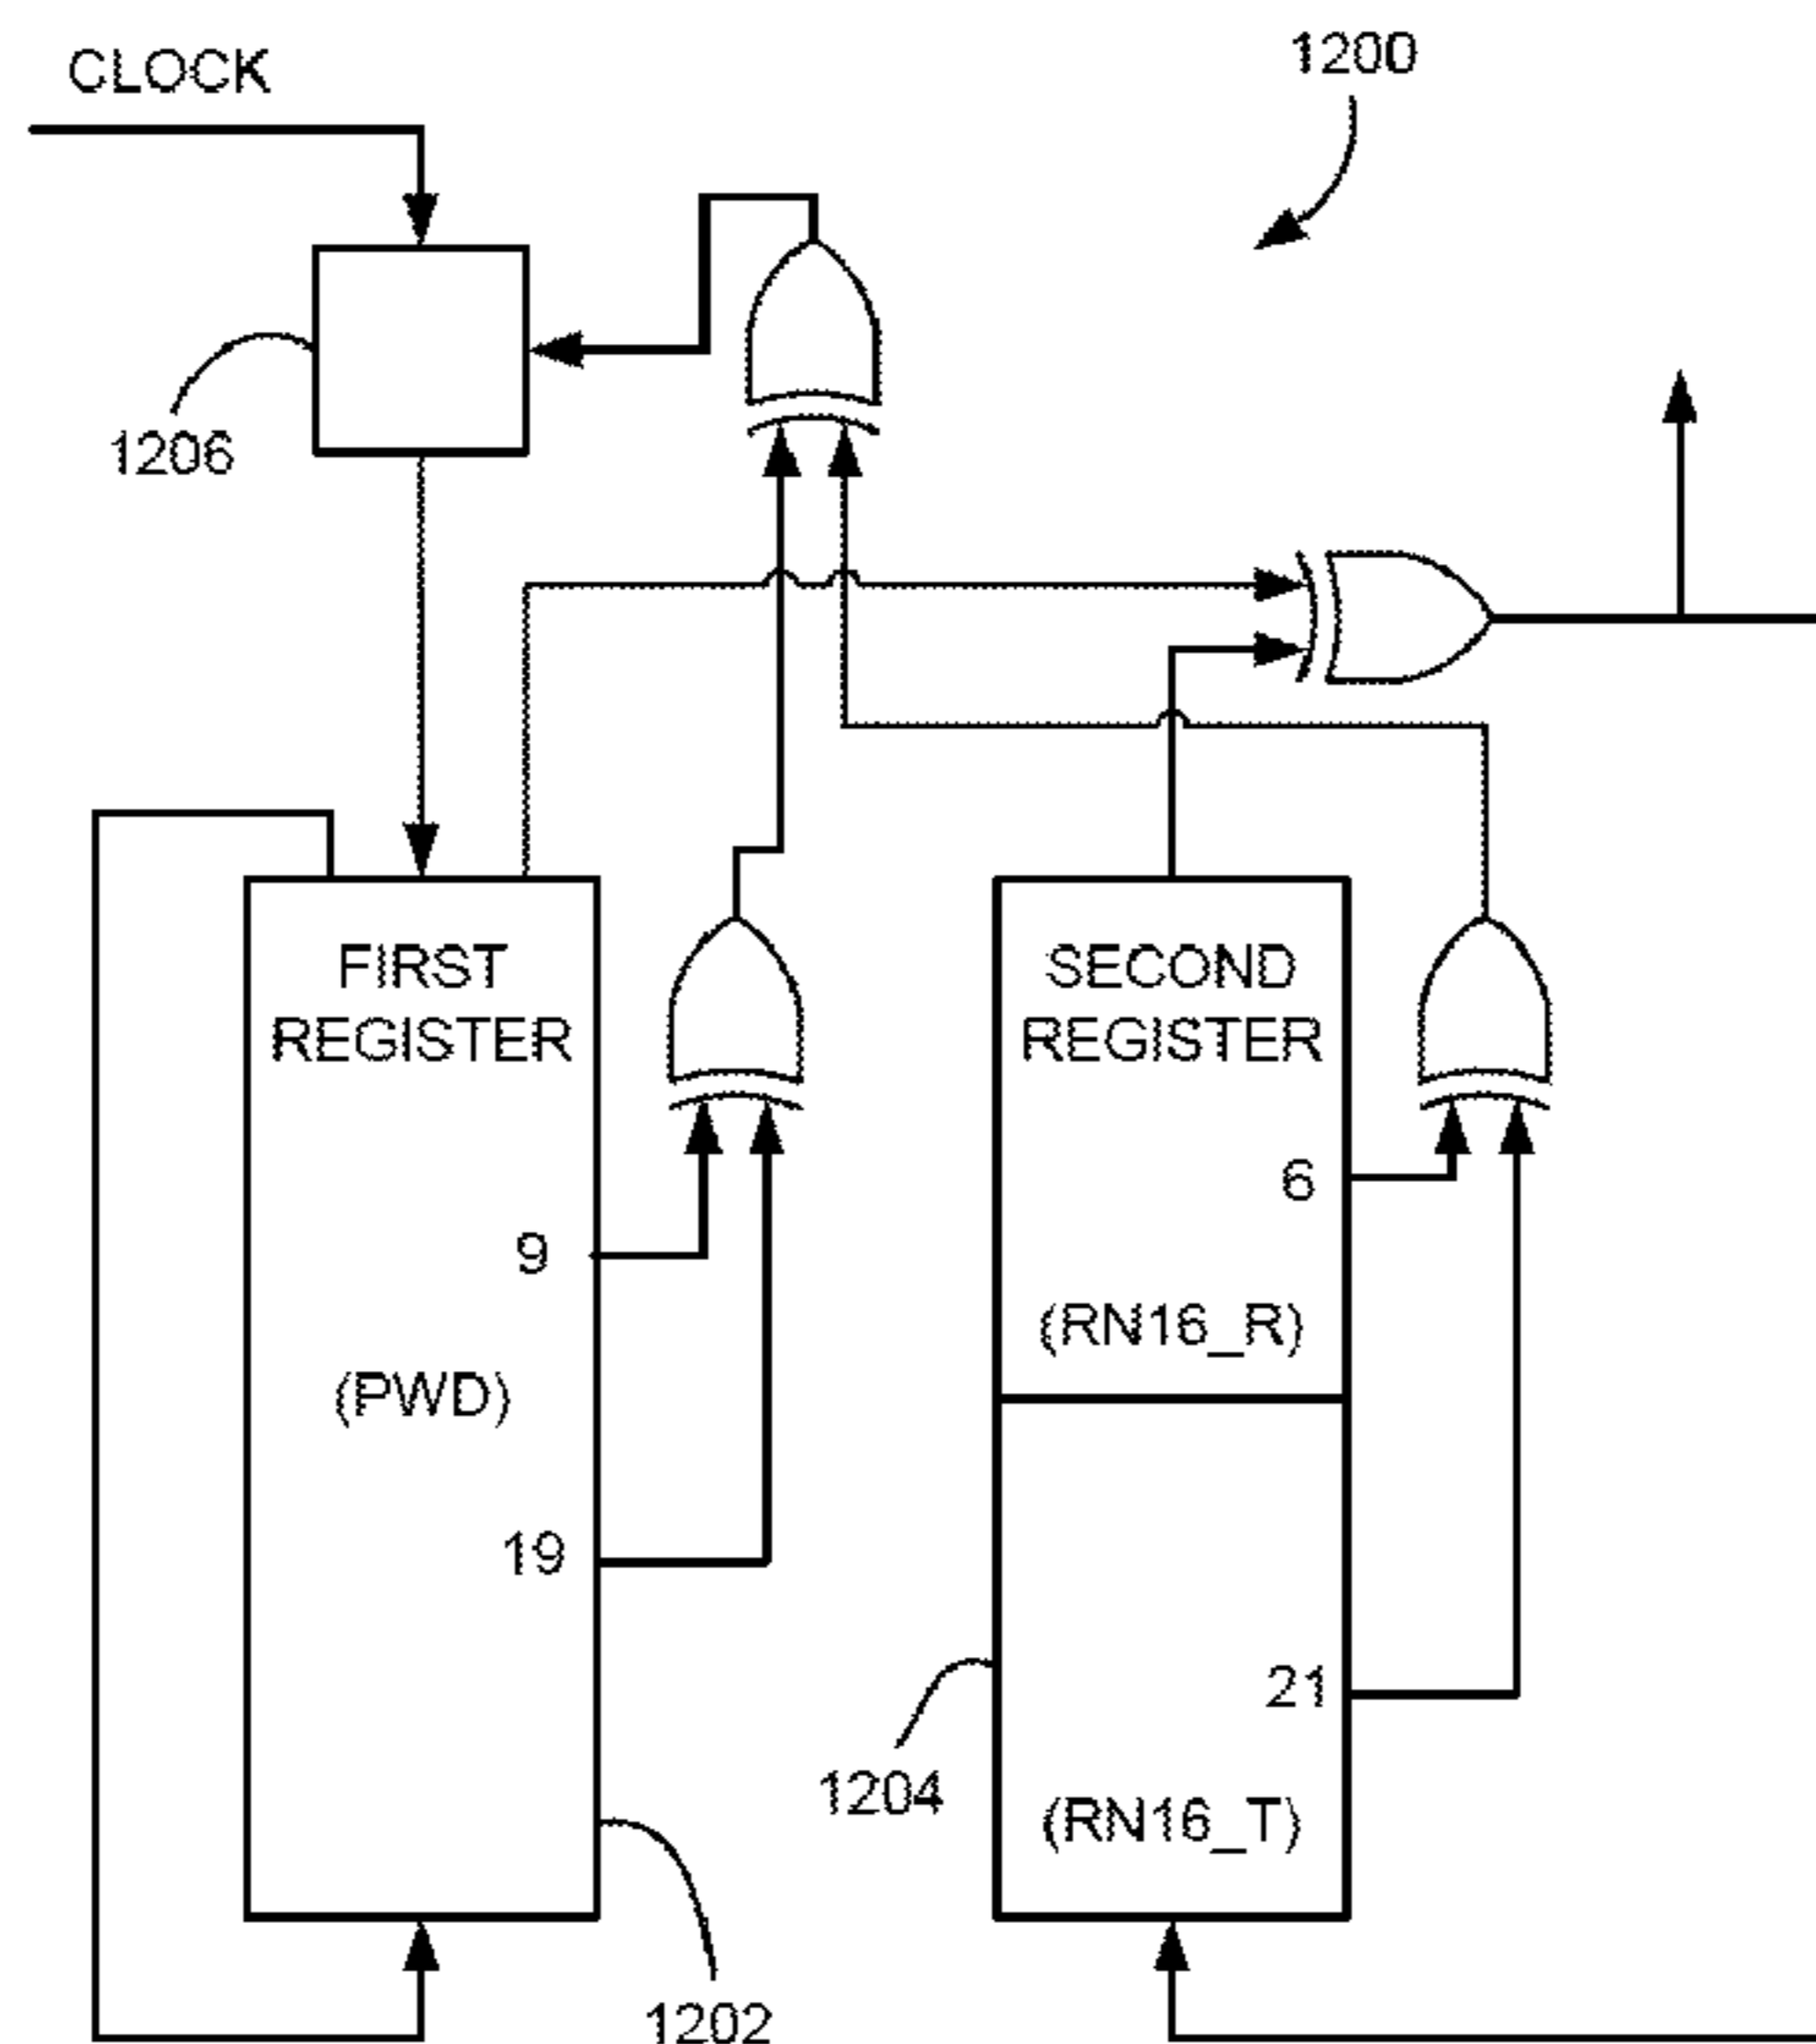 CLOCK
1200
1206
FIRST
REGISTER
SECOND
REGISTER
6
9
(RN16_R)
(PWD)
19
21
1204
(RN16_T)
1202